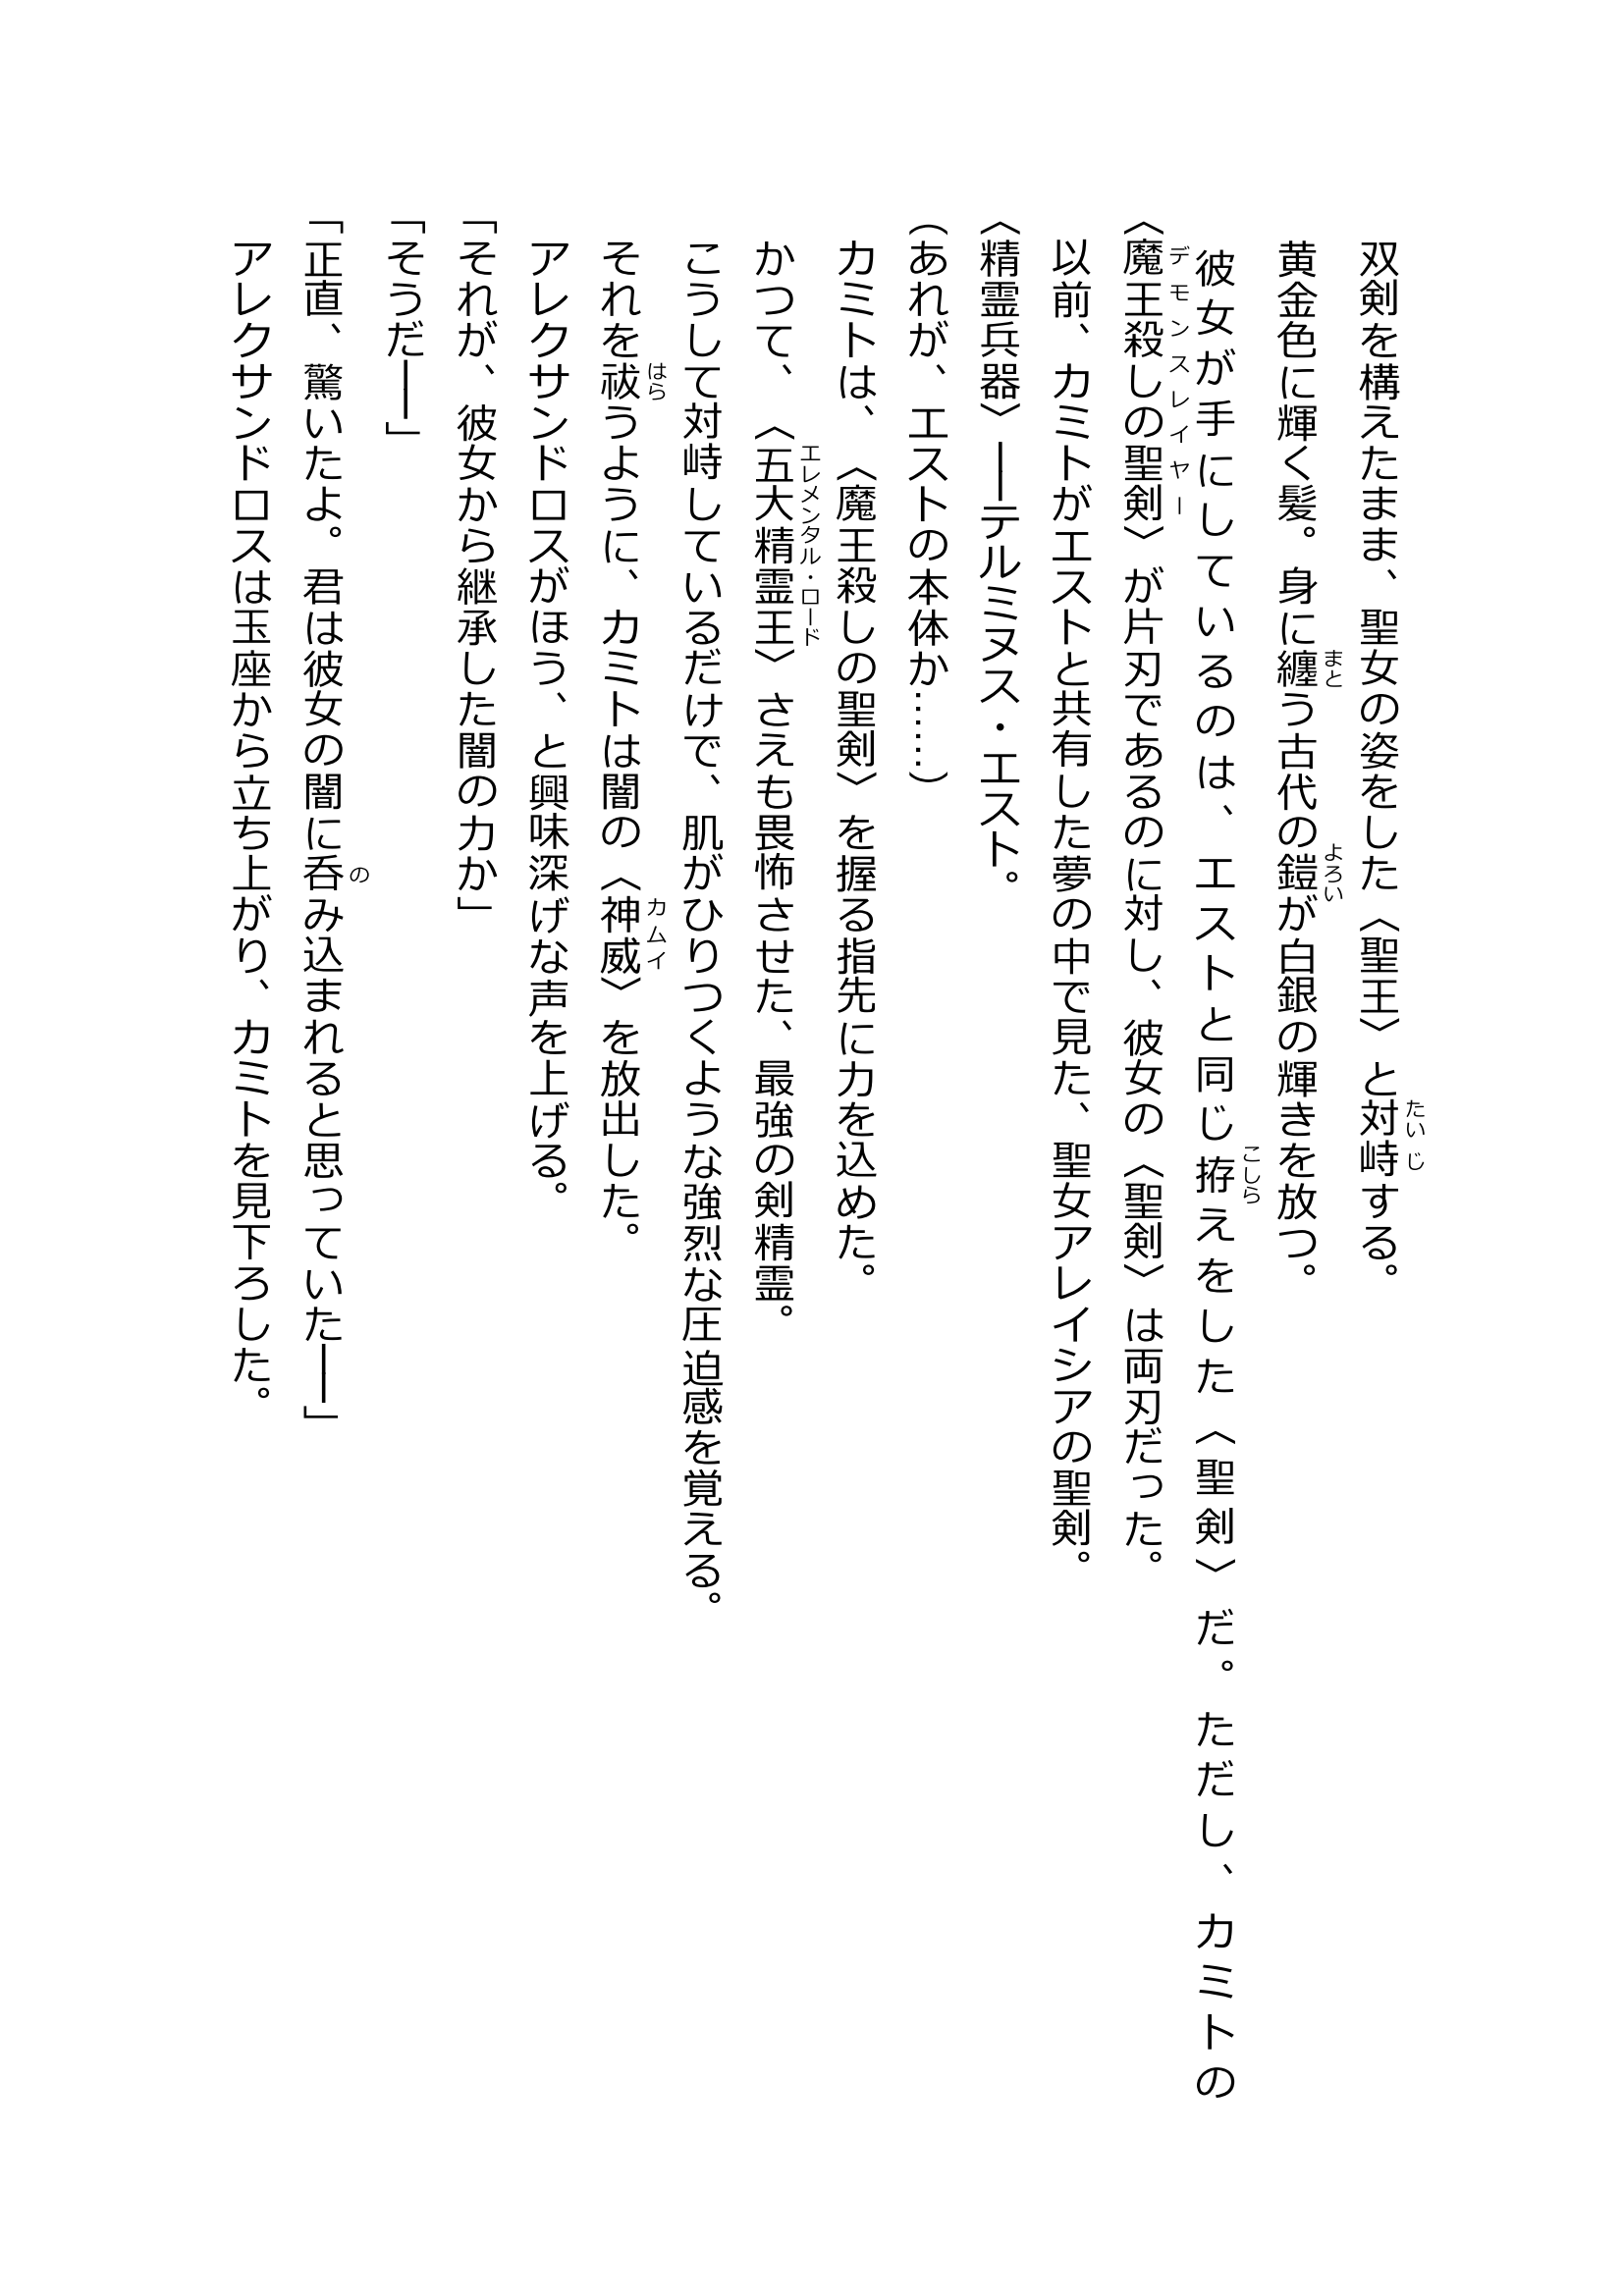 双剣を構えたまま、聖女の姿をした〈聖王〉と対峙する。
黄金色に輝く髪。身に纏う古代の鎧が白銀の輝きを放つ。
彼女が手にしているのは、エストと同じ拵えをした〈聖剣〉だ。ただし、カミトの
〈魔王殺しの聖剣〉が片刃であるのに対し、彼女の〈聖剣〉は両刃だった。
以前、カミトがエストと共有した夢の中で見た、聖女アレイシアの聖剣。
〈精霊兵器〉――テルミヌス・エスト。
(あれが、エストの本体か……)
カミトは、〈魔王殺しの聖剣〉を握る指先に力を込めた。
かつて、〈五大精霊王〉さえも畏怖させた、最強の剣精霊。
こうして対峙しているだけで、肌がひりつくような強烈な圧迫感を覚える。
それを祓うように、カミトは闇の〈神威〉を放出した。
アレクサンドロスがほう、と興味深げな声を上げる。
「それが、彼女から継承した闇の力か」
「そうだ――」
「正直、驚いたよ。君は彼女の闇に呑み込まれると思っていた――」
アレクサンドロスは玉座から立ち上がり、カミトを見下ろした。